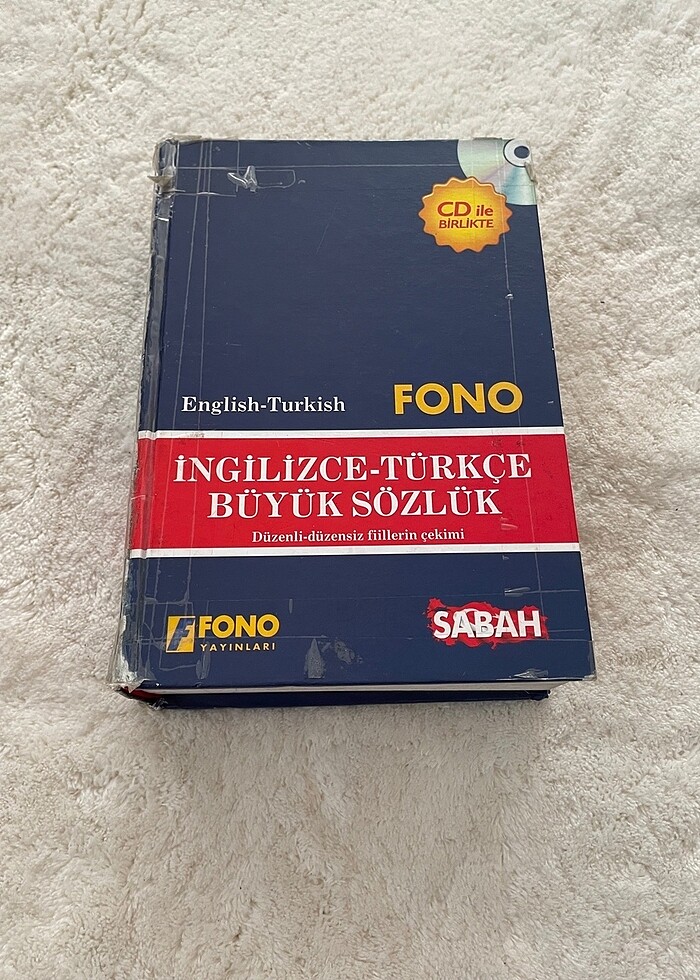 CD ile
BİRLİKTE
English-Turkish
FONO
İNGİLİZCE-TÜRKÇE
BÜYÜK SÖZLÜK
Düzenli-düzensiz fiillerin çekimi
F FONO
YAYINLARI
SABAH